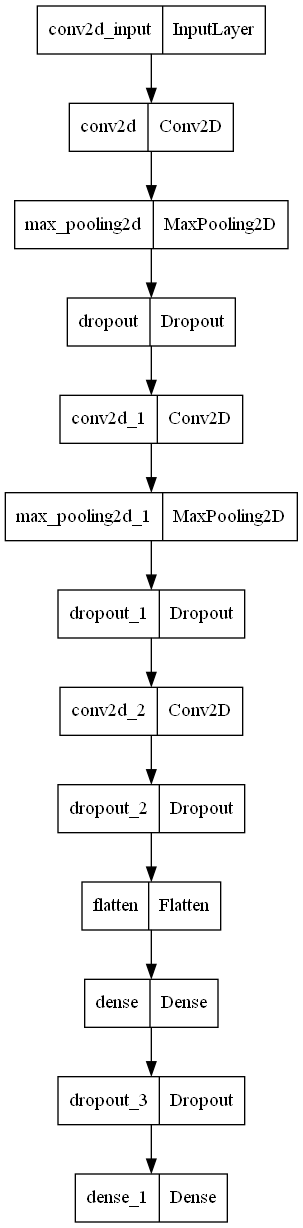 conv2d_input InputLayer
conv2d Conv2D
max_pooling2d MaxPooling2D
dropout Dropout
conv2d_1 Conv2D
max_pooling2d_1 MaxPooling2D
dropout_1 Dropout
conv2d_2 Conv2D
dropout_2 Dropout
flatten Flatten
dense Dense
dropout_3 Dropout
dense_1 Dense